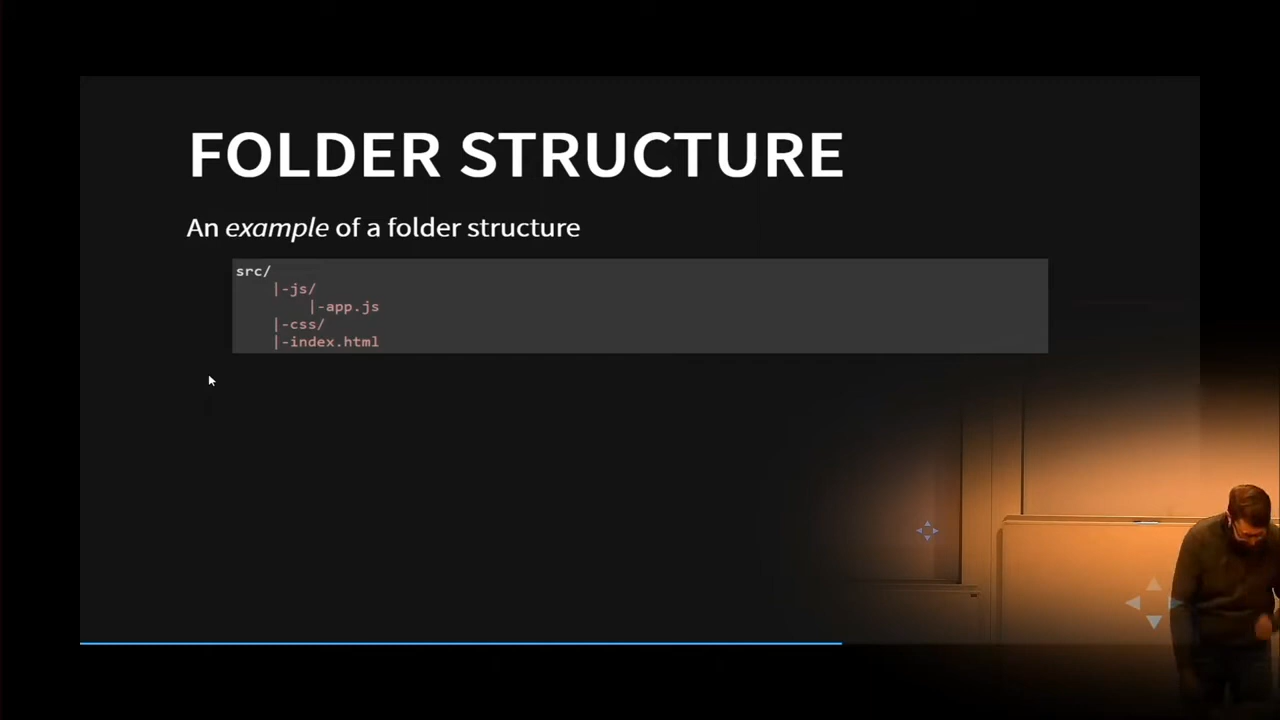 FOLDER STRUCTURE
An example of a folder structure
src/
    |-js/
        |-app.js
    |-css/
    |-index.html